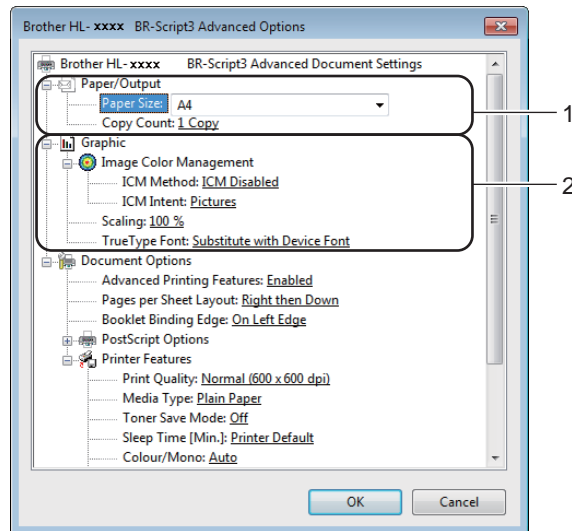 Brother HL- xxxx BR-Script3 Advanced Options
Brother HL- xxxx BR-Script3 Advanced Document Settings
Paper/Output
Paper Size: A4
1
Copy Count: 1 Copy
Graphic
Image Color Management
ICM Method: ICM Disabled
2
ICM Intent: Pictures
Scaling: 100 %
TrueType Font: Substitute with Device Font
Document Options
Advanced Printing Features: Enabled
Pages per Sheet Layout: Right then Down
Booklet Binding Edge: On Left Edge
PostScript Options
Printer Features
Print Quality: Normal (600 x 600 dpi)
Media Type: Plain Paper
Toner Save Mode: Off
Sleep Time [Min.]: Printer Default
Colour/Mono: Auto
OK Cancel